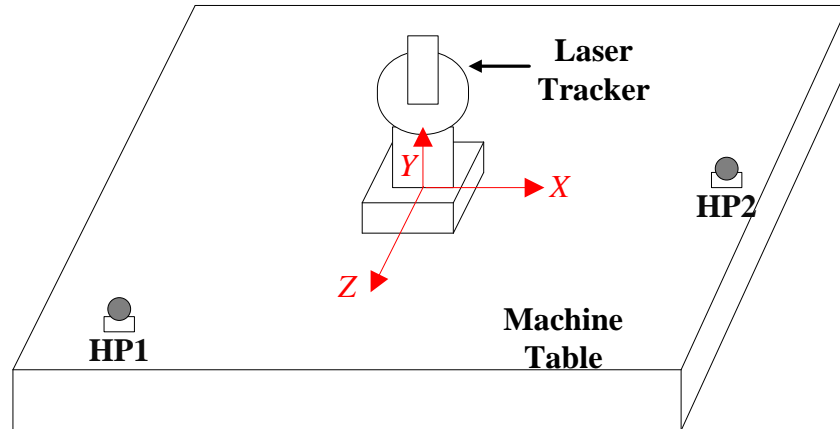 Laser
Tracker
Y
X
HP2
Z
HP1
Machine
Table